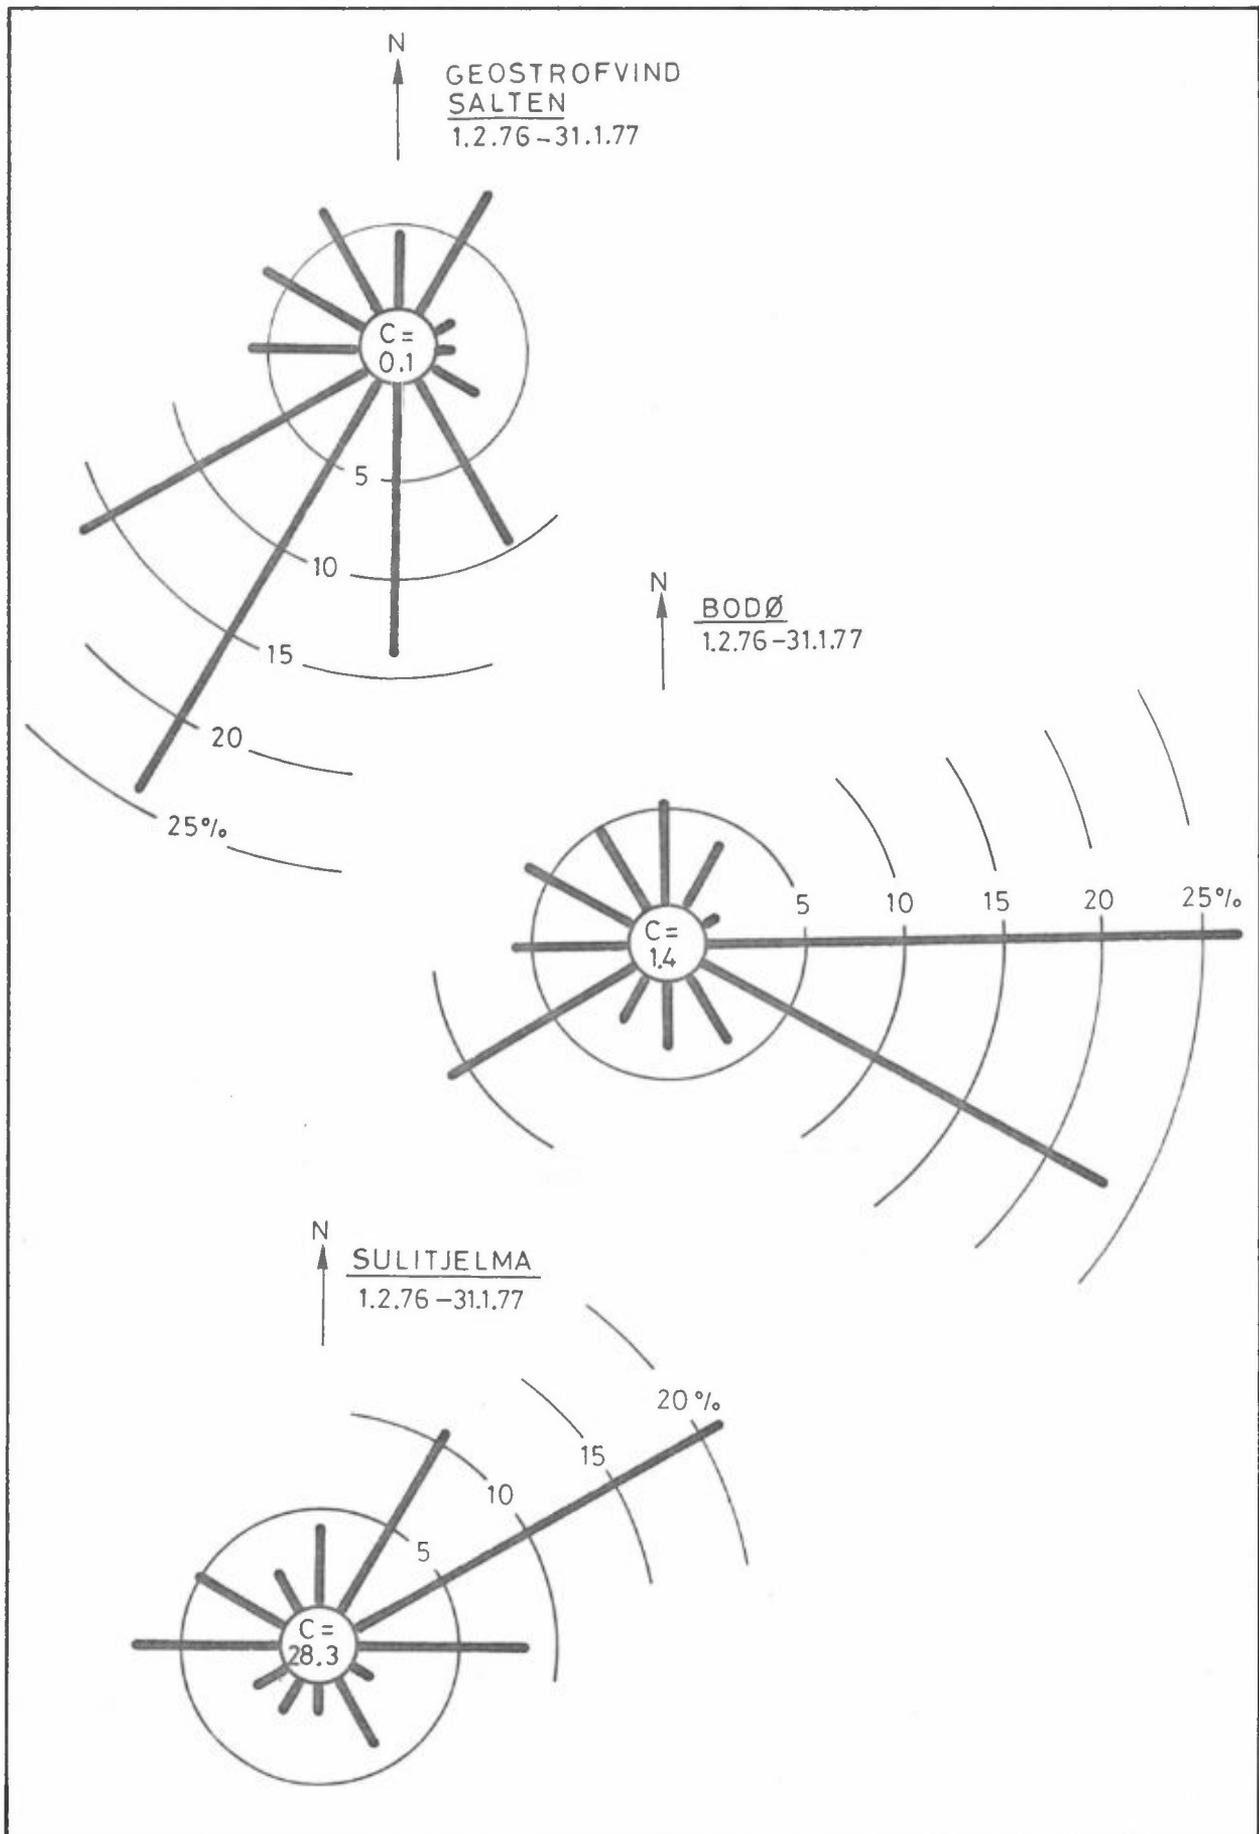 N
GEOSTROFVIND
SALTEN
1.2.76-31.1.77
C=
0.1
5
10
15
20
25%
N
BODØ
1.2.76-31.1.77
C=
1.4
5
10
15
20
25%
N
SULITJELMA
1.2.76-31.1.77
20%
15
10
5
C=
28.3